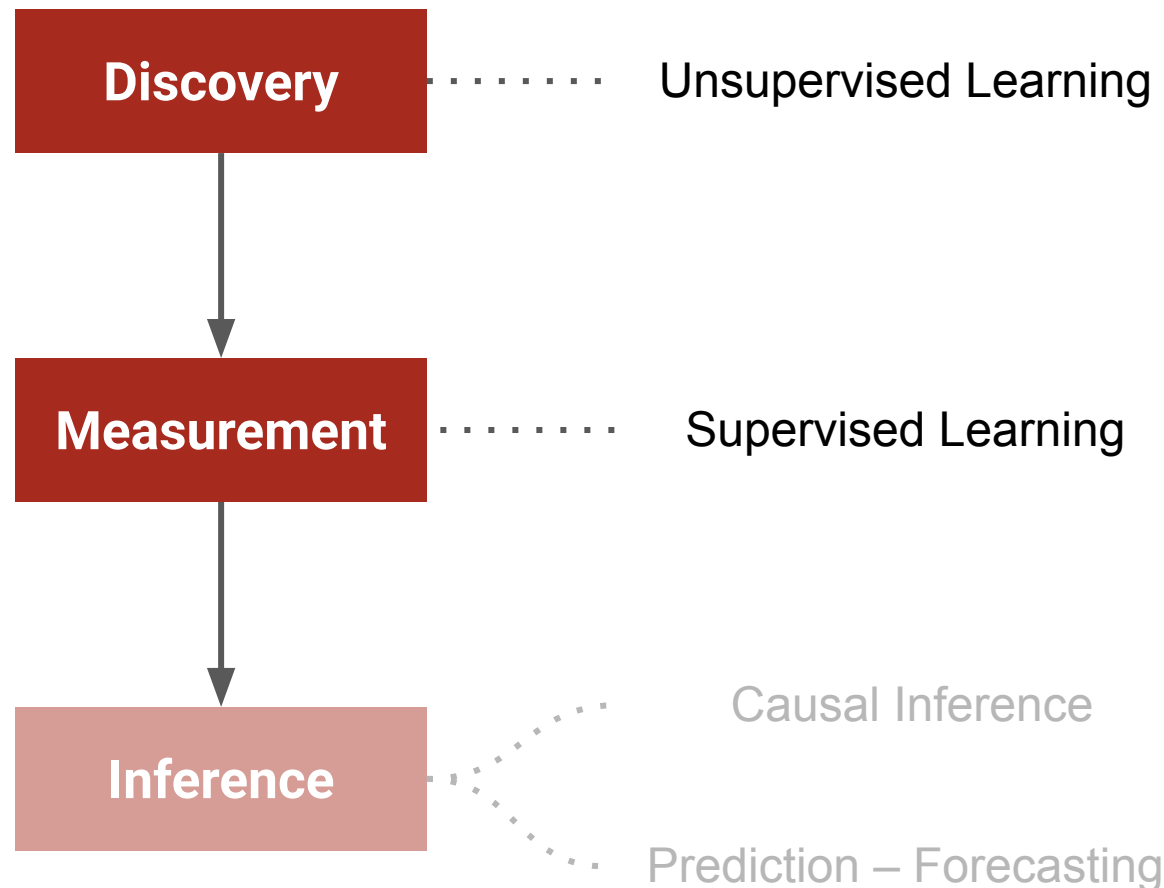 Discovery
Unsupervised Learning
Measurement
Supervised Learning
Causal Inference
Inference
Prediction – Forecasting